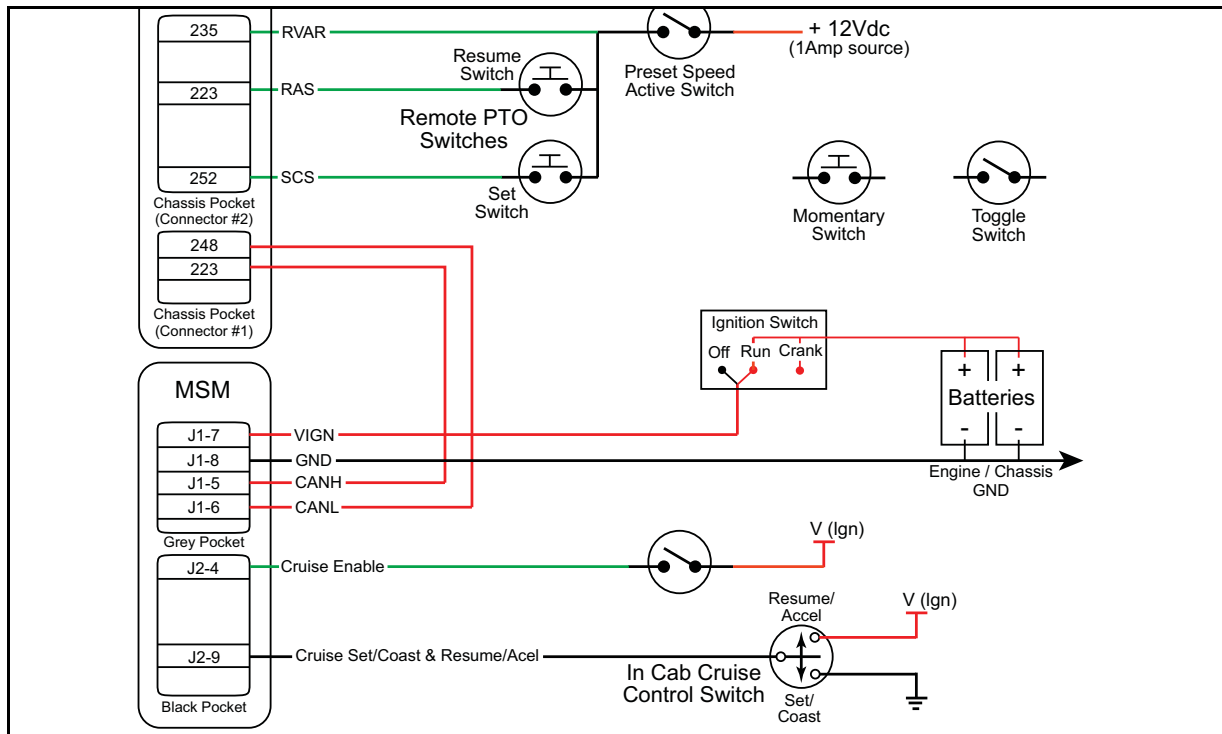 235
RVAR
+ 12Vdc
(1Amp source)
Preset Speed
Active Switch
Resume
Switch
223
RAS
Remote PTO
Switches
252
SCS
Set
Switch
Momentary
Switch
Toggle
Switch
Chassis Pocket
(Connector #2)
248
223
Chassis Pocket
(Connector #1)
Ignition Switch
Off
Run
Crank
+
+
Batteries
-
-
Engine / Chassis
GND
MSM
J1-7
VIGN
J1-8
GND
J1-5
CANH
J1-6
CANL
Grey Pocket
J2-4
Cruise Enable
V (Ign)
Resume/
Accel
V (Ign)
J2-9
Cruise Set/Coast & Resume/Acel
In Cab Cruise
Control Switch
Set/
Coast
Black Pocket